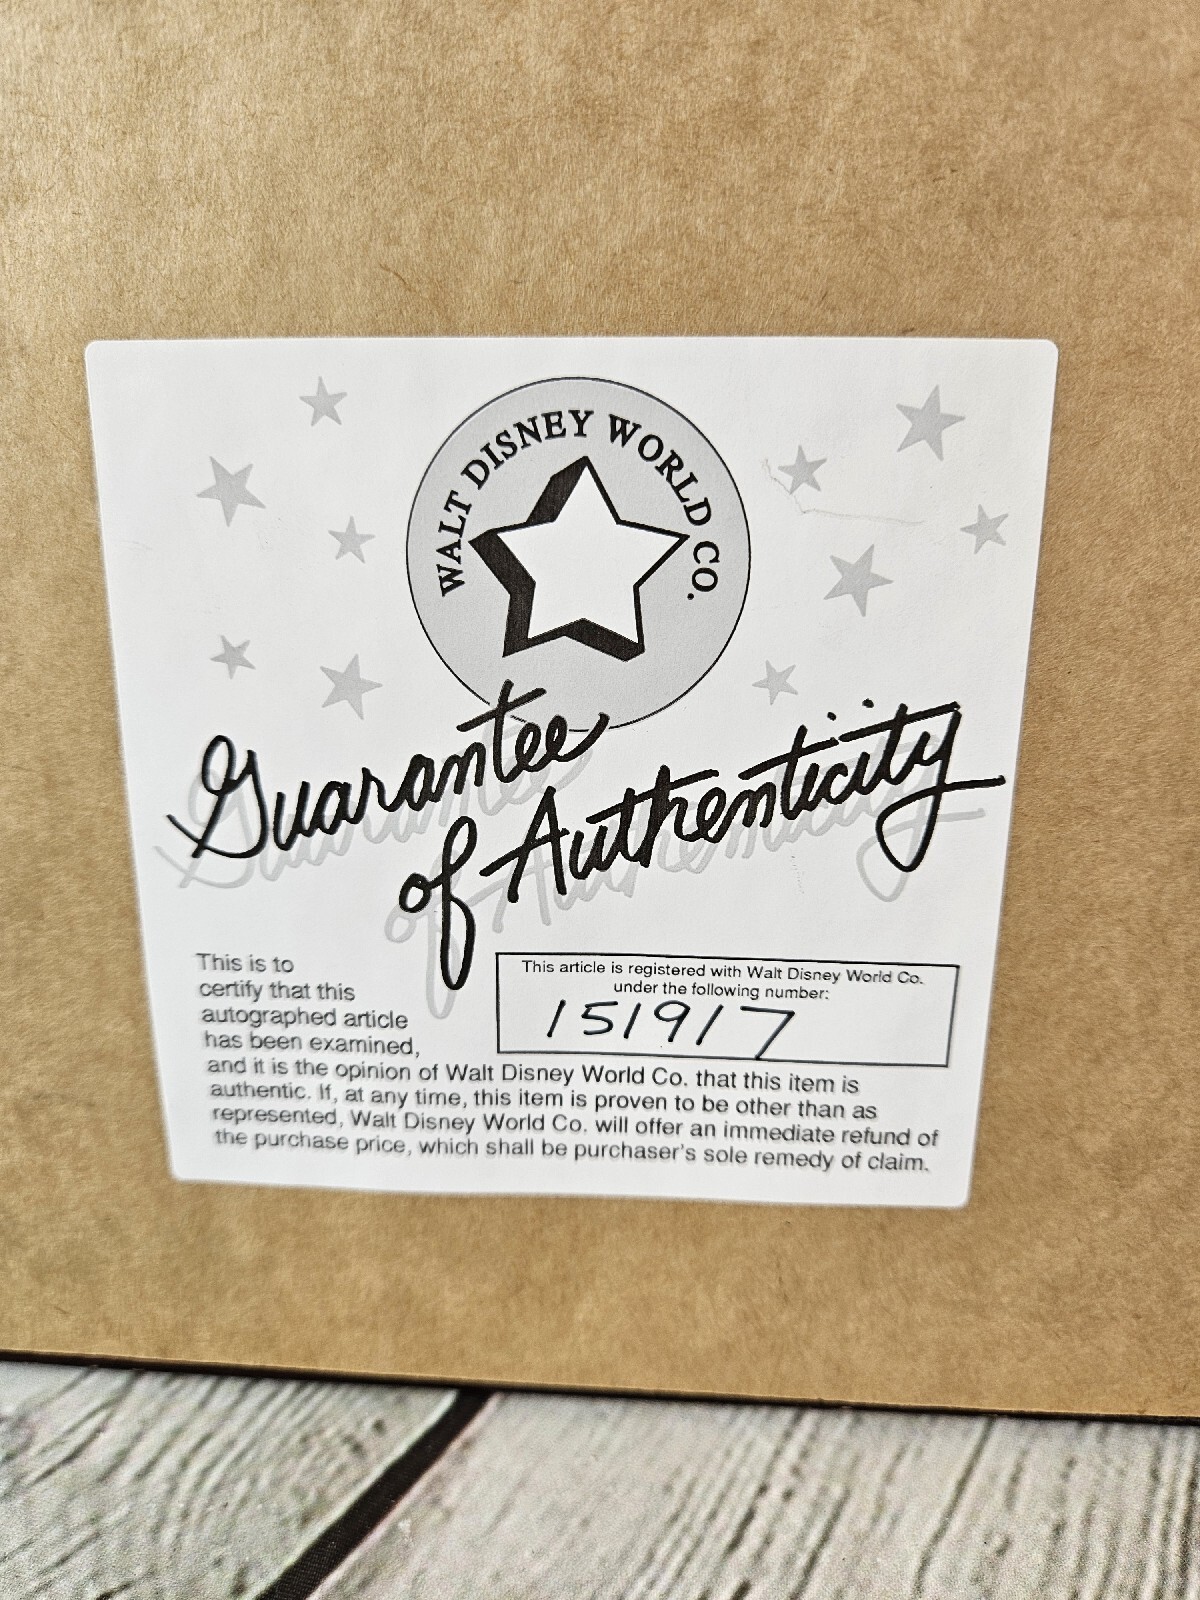 WALT DISNEY WORLD CO.
Guarantee
of Authenticity
This is to
certify that this
autographed article
has been examined,
This article is registered with Walt Disney World Co.
under the following number:
151917
and it is the opinion of Walt Disney World Co. that this item is
authentic. If, at any time, this item is proven to be other than as
represented, Walt Disney World Co. will offer an immediate refund of
the purchase price, which shall be purchaser's sole remedy of claim.